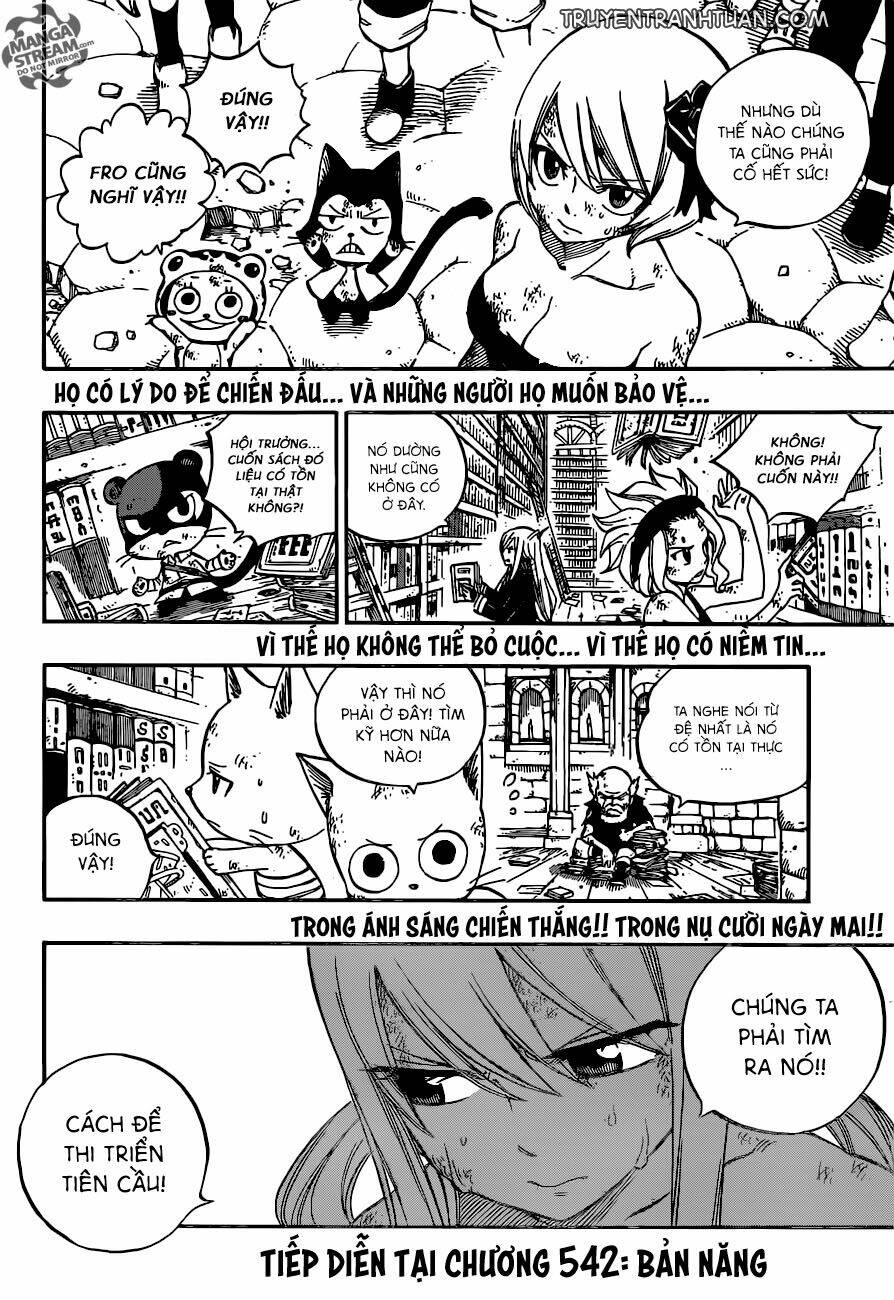 MANGA
STREAM.com
DO NOT MIRROR
TRUYENTRANHTUAN.COM
NHƯNG DÙ
THẾ NÀO CHÚNG
TA CŨNG PHẢI
CỐ HẾT SỨC!
ĐÚNG
VẬY!!
FRO CŨNG
NGHĨ VẬY!!
HỌ CÓ LÝ DO ĐỂ CHIẾN ĐẤU... VÀ NHỮNG NGƯỜI HỌ MUỐN BẢO VỆ...
KHÔNG!
KHÔNG PHẢI
CUỐN NÀY!!
NÓ DƯỜNG
NHƯ CŨNG
KHÔNG CÓ
Ở ĐÂY.
HỘI TRƯỞNG...
CUỐN SÁCH ĐÓ
LIỆU CÓ TỒN
TẠI THẬT
KHÔNG?!
VÌ THẾ HỌ KHÔNG THỂ BỎ CUỘC... VÌ THẾ HỌ CÓ NIỀM TIN...
TA NGHE NÓI TỪ
ĐỆ NHẤT LÀ NÓ
CÓ TỒN TẠI THỰC
...
VẬY THÌ NÓ
PHẢI Ở ĐÂY! TÌM
KỸ HƠN NỮA
NÀO!
ĐÚNG
VẬY!
TRONG ÁNH SÁNG CHIẾN THẮNG!! TRONG NỤ CƯỜI NGÀY MAI!!
CHÚNG TA
PHẢI TÌM
RA NÓ!!
CÁCH ĐỂ
THI TRIỂN
TIÊN CẦU!
TIẾP DIỄN TẠI CHƯƠNG 542: BẢN NĂNG